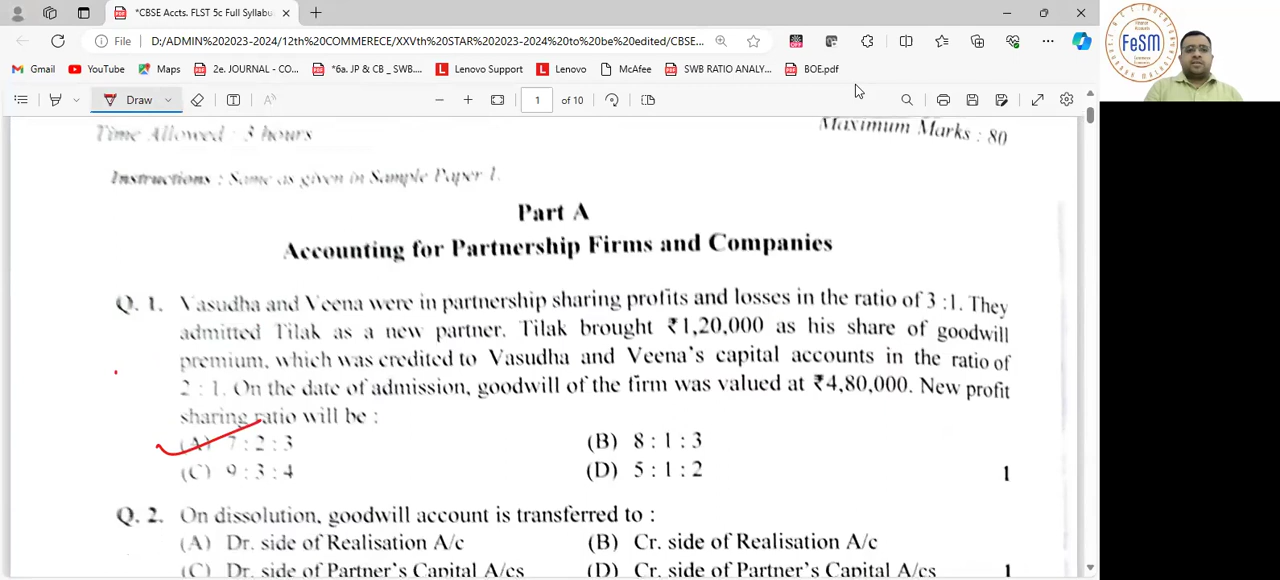 *CBSE Accts. FLST 5c Full Syllabu
File D:/ADMIN%202023-2024/12th%20COMMERECE/XXVth%20... 2023-2024%20to%20be%20edited/CBSE...
Gmail YouTube Maps 2e. JOURNAL - CO... *6a. JP & CB _SWB... Lenovo Support Lenovo McAfee SWB RATIO ANALY... BOE.pdf
Draw 1 of 10
FeSM
Time Allowed : 3 hours Maximum Marks : 80
Instructions : Same as given in Sample Paper 1.
Part A
Accounting for Partnership Firms and Companies
Q. 1. Vasudha and Veena were in partnership sharing profits and losses in the ratio of 3 :1. They
admitted Tilak as a new partner. Tilak brought ₹1,20,000 as his share of goodwill
premium, which was credited to Vasudha and Veena's capital accounts in the ratio of
2 : 1. On the date of admission, goodwill of the firm was valued at ₹4,80,000. New profit
sharing ratio will be :
(A) 7 : 2 : 3 (B) 8 : 1 : 3
(C) 9 : 3 : 4 (D) 5 : 1 : 2 1
Q. 2. On dissolution, goodwill account is transferred to :
(A) Dr. side of Realisation A/c (B) Cr. side of Realisation A/c
(C) Dr. side of Partner's Capital A/cs (D) Cr. side of Partner's Capital A/cs 1